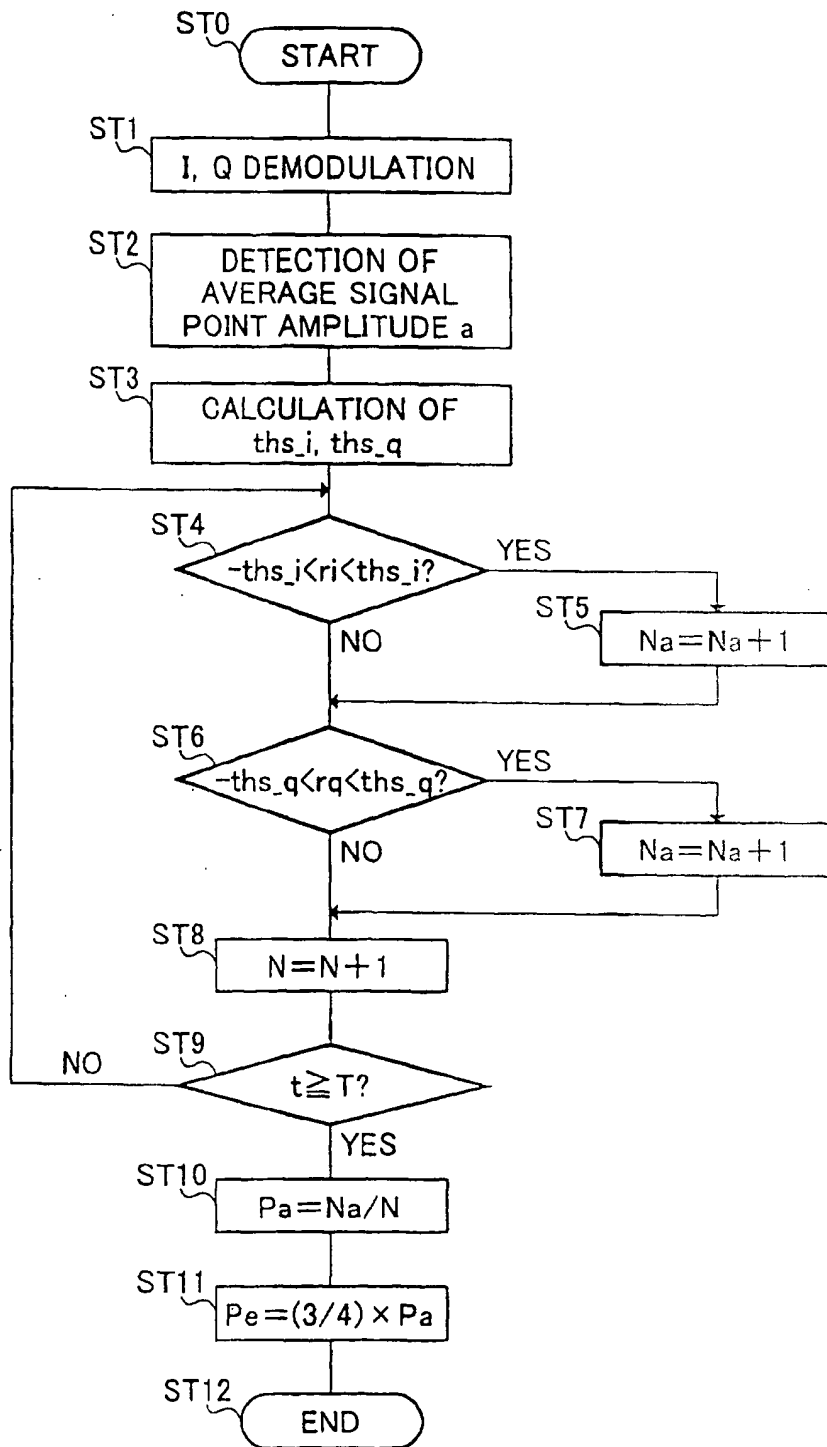 ST0
START
ST1
I, Q DEMODULATION
ST2
DETECTION OF
AVERAGE SIGNAL
POINT AMPLITUDE a
ST3
CALCULATION OF
ths_i, ths_q
ST4
-ths_i<ri<ths_i?
YES
NO
ST5
Na=Na+1
ST6
-ths_q<rq<ths_q?
YES
NO
ST7
Na=Na+1
ST8
N=N+1
ST9
NO
t≧T?
YES
ST10
Pa=Na/N
ST11
Pe=(3/4)×Pa
ST12
END